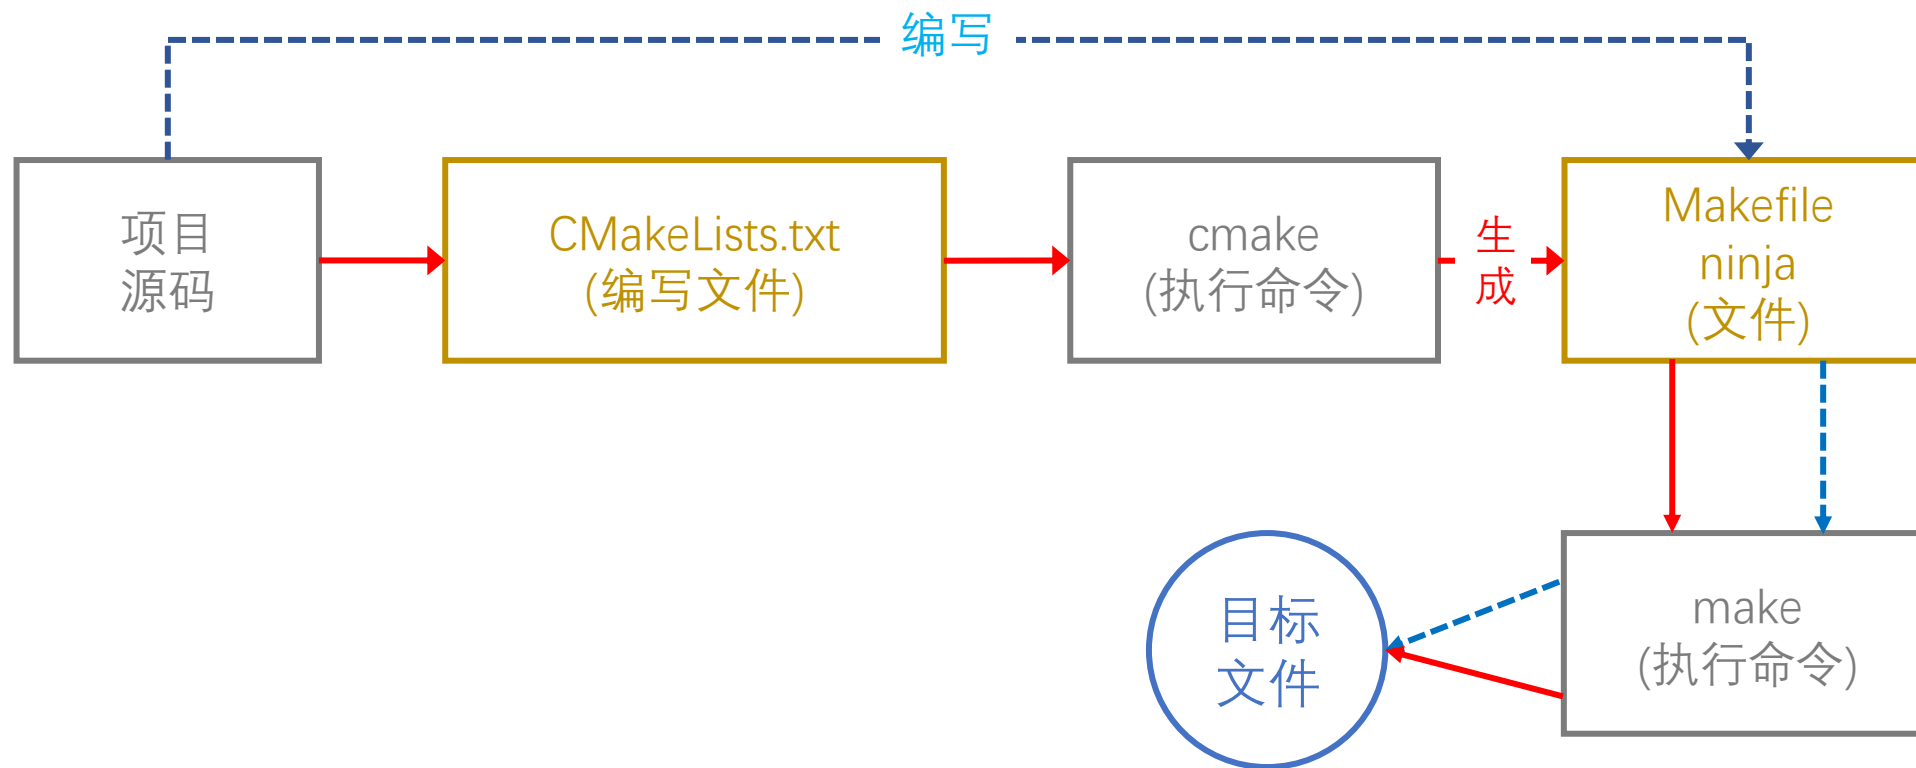 编写
项目
源码
CMakeLists.txt
(编写文件)
cmake
(执行命令)
生
成
Makefile
ninja
(文件)
目标
文件
make
(执行命令)